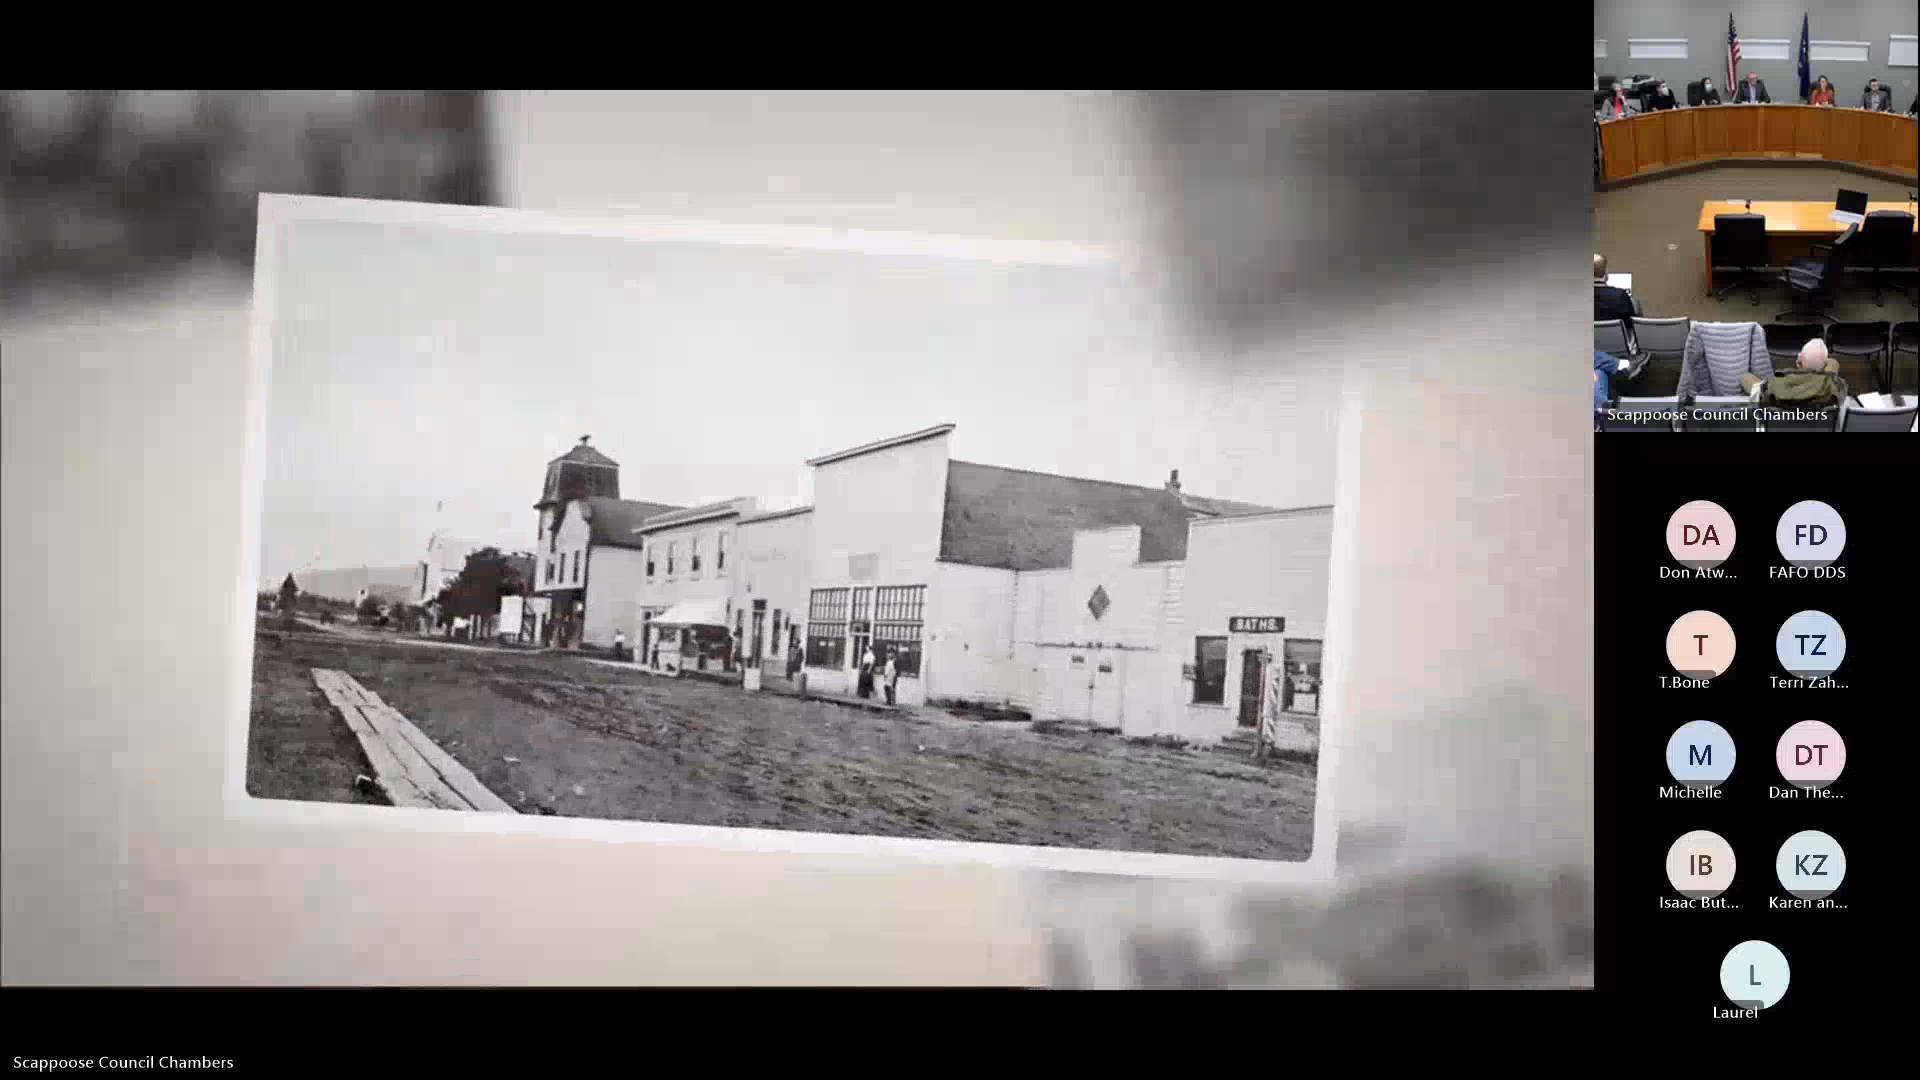 BATHS.
Scappoose Council Chambers
DA
Don Atw...
FD
FAFO DDS
T
T.Bone
TZ
Terri Zah...
M
Michelle
DT
Dan The...
IB
Isaac But...
KZ
Karen an...
L
Laurel
Scappoose Council Chambers